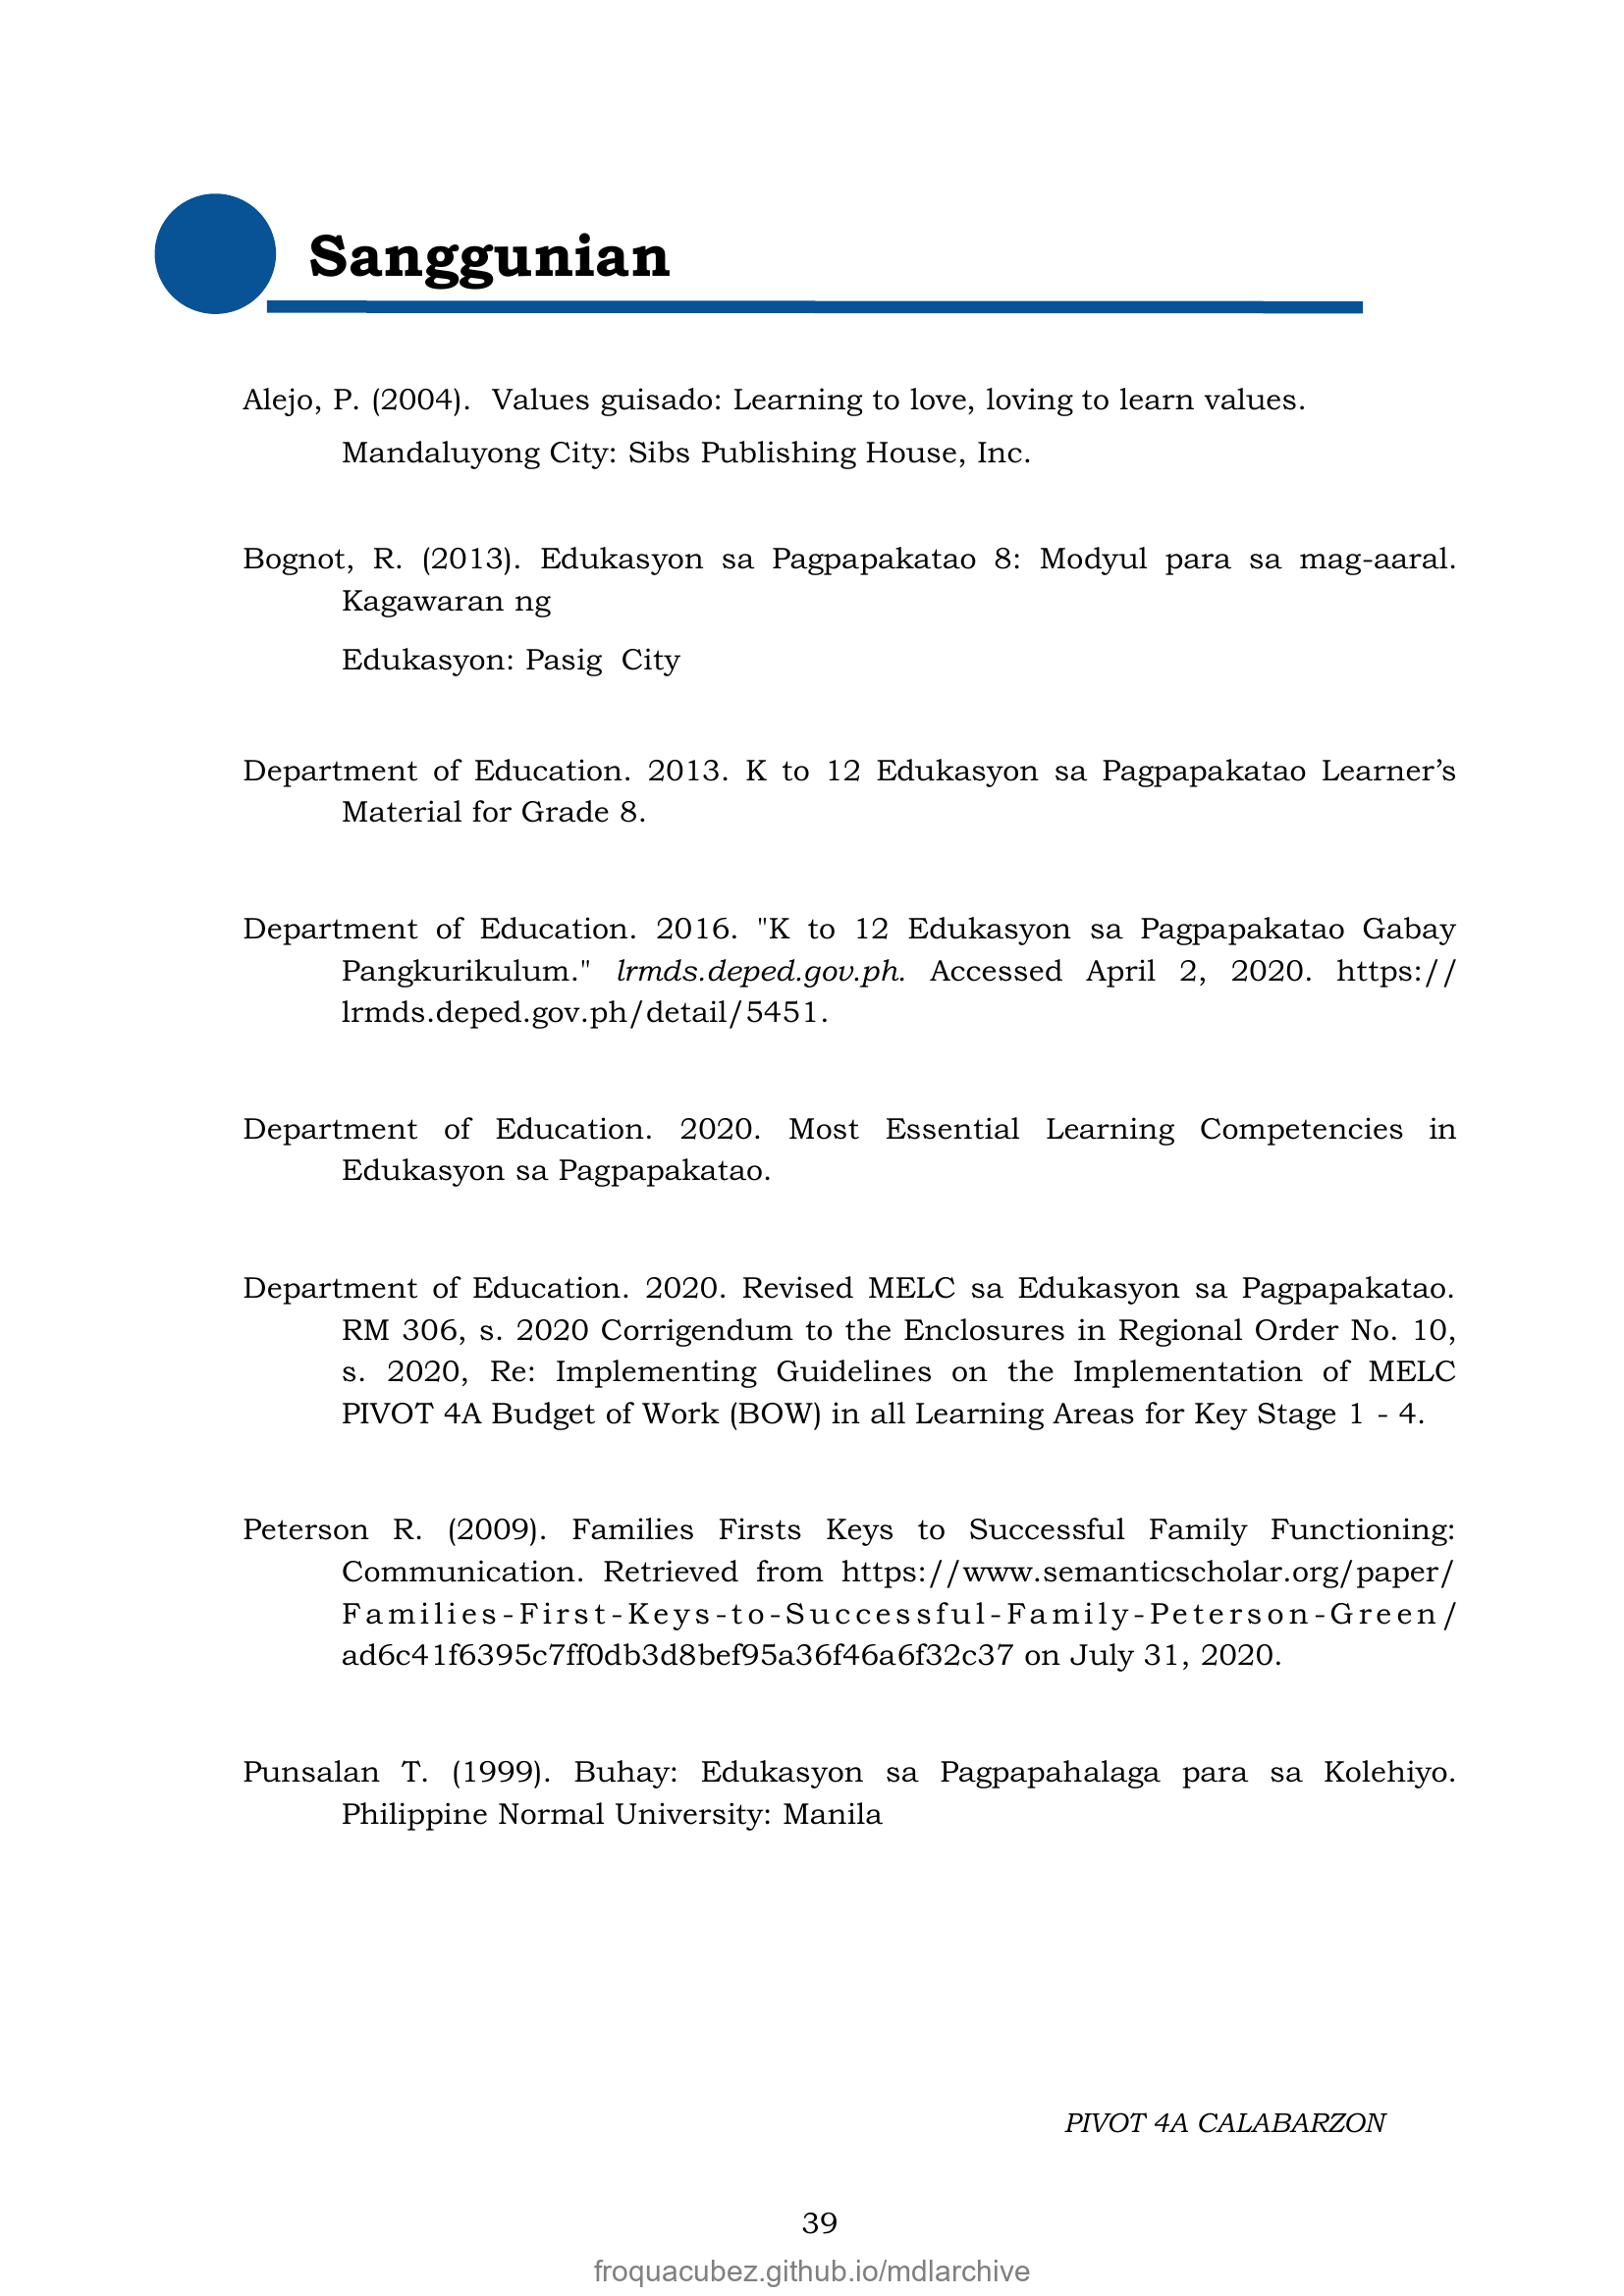 Sanggunian
Alejo, P. (2004).  Values guisado: Learning to love, loving to learn values.
Mandaluyong City: Sibs Publishing House, Inc.
Bognot, R. (2013). Edukasyon sa Pagpapakatao 8: Modyul para sa mag-aaral.
Kagawaran ng
Edukasyon: Pasig  City
Department of Education. 2013. K to 12 Edukasyon sa Pagpapakatao Learner’s
Material for Grade 8.
Department of Education. 2016. "K to 12 Edukasyon sa Pagpapakatao Gabay
Pangkurikulum." lrmds.deped.gov.ph. Accessed April 2, 2020. https://
lrmds.deped.gov.ph/detail/5451.
Department of Education. 2020. Most Essential Learning Competencies in
Edukasyon sa Pagpapakatao.
Department of Education. 2020. Revised MELC sa Edukasyon sa Pagpapakatao.
RM 306, s. 2020 Corrigendum to the Enclosures in Regional Order No. 10,
s. 2020, Re: Implementing Guidelines on the Implementation of MELC
PIVOT 4A Budget of Work (BOW) in all Learning Areas for Key Stage 1 - 4.
Peterson R. (2009). Families Firsts Keys to Successful Family Functioning:
Communication. Retrieved from https://www.semanticscholar.org/paper/
Families-First-Keys-to-Successful-Family-Peterson-Green/
ad6c41f6395c7ff0db3d8bef95a36f46a6f32c37 on July 31, 2020.
Punsalan T. (1999). Buhay: Edukasyon sa Pagpapahalaga para sa Kolehiyo.
Philippine Normal University: Manila
PIVOT 4A CALABARZON
39
froquacubez.github.io/mdlarchive